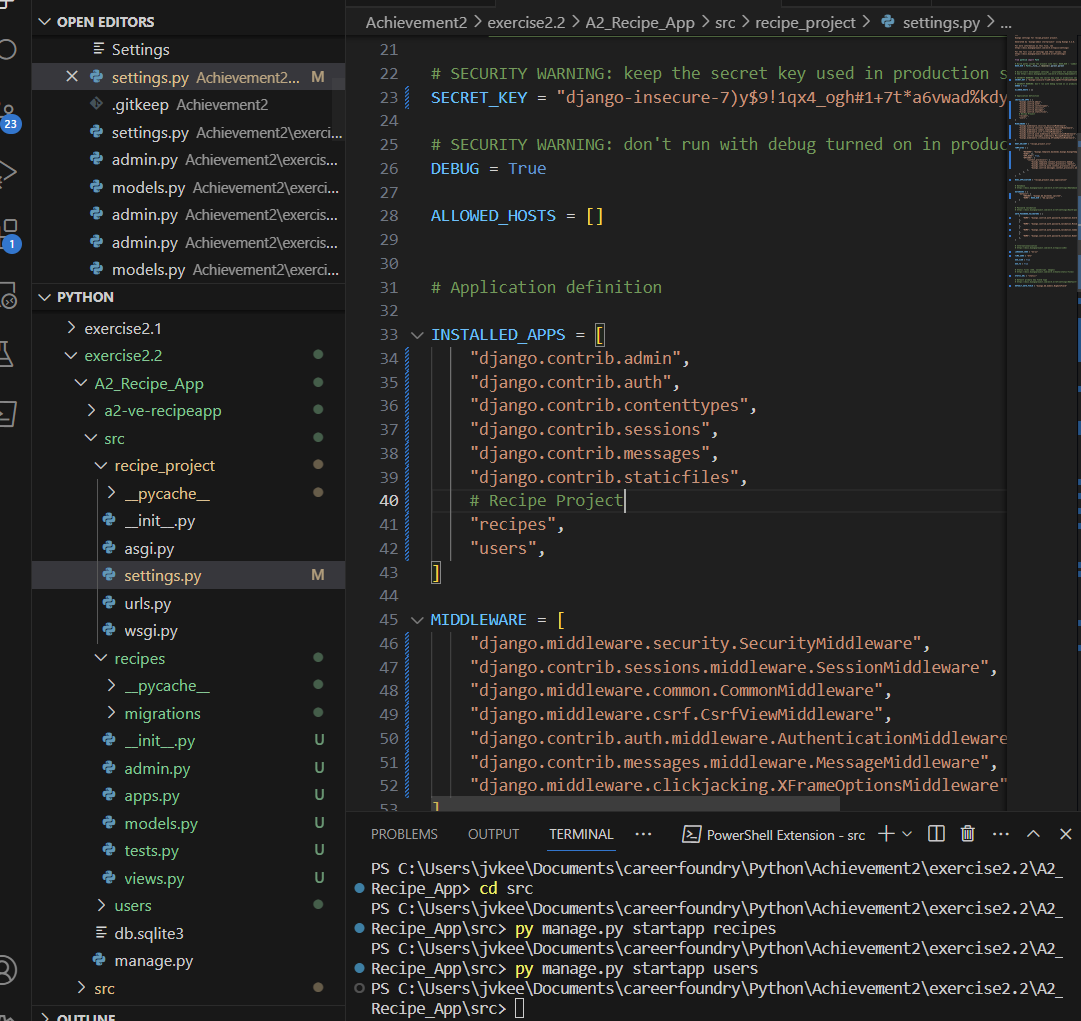 OPEN EDITORS
Settings
settings.py Achievement2... M
.gitkeep Achievement2
settings.py Achievement2\exerci...
admin.py Achievement2\exercis...
models.py Achievement2\exerci...
admin.py Achievement2\exercis...
admin.py Achievement2\exercis...
models.py Achievement2\exerci...
PYTHON
exercise2.1
exercise2.2
A2_Recipe_App
a2-ve-recipeapp
src
recipe_project
__pycache__
__init__.py
asgi.py
settings.py M
urls.py
wsgi.py
recipes
__pycache__
migrations
__init__.py U
admin.py U
apps.py U
models.py U
tests.py U
views.py U
users
db.sqlite3
manage.py
src
OUTLINE
23
1
Achievement2 > exercise2.2 > A2_Recipe_App > src > recipe_project > settings.py > ...
21
22 # SECURITY WARNING: keep the secret key used in production s
23 SECRET_KEY = "django-insecure-7)y$9!1qx4_ogh#1+7t*a6vwad%kdy
24
25 # SECURITY WARNING: don't run with debug turned on in produc
26 DEBUG = True
27
28 ALLOWED_HOSTS = []
29
30
31 # Application definition
32
33 INSTALLED_APPS = [
34 "django.contrib.admin",
35 "django.contrib.auth",
36 "django.contrib.contenttypes",
37 "django.contrib.sessions",
38 "django.contrib.messages",
39 "django.contrib.staticfiles",
40 # Recipe Project
41 "recipes",
42 "users",
43 ]
44
45 MIDDLEWARE = [
46 "django.middleware.security.SecurityMiddleware",
47 "django.contrib.sessions.middleware.SessionMiddleware",
48 "django.middleware.common.CommonMiddleware",
49 "django.middleware.csrf.CsrfViewMiddleware",
50 "django.contrib.auth.middleware.AuthenticationMiddleware
51 "django.contrib.messages.middleware.MessageMiddleware",
52 "django.middleware.clickjacking.XFrameOptionsMiddleware"
53 ]
PROBLEMS OUTPUT TERMINAL ... PowerShell Extension - src
PS C:\Users\jvkee\Documents\careerfoundry\Python\Achievement2\exercise2.2\A2_
Recipe_App> cd src
PS C:\Users\jvkee\Documents\careerfoundry\Python\Achievement2\exercise2.2\A2_
Recipe_App\src> py manage.py startapp recipes
PS C:\Users\jvkee\Documents\careerfoundry\Python\Achievement2\exercise2.2\A2_
Recipe_App\src> py manage.py startapp users
PS C:\Users\jvkee\Documents\careerfoundry\Python\Achievement2\exercise2.2\A2_
Recipe_App\src>